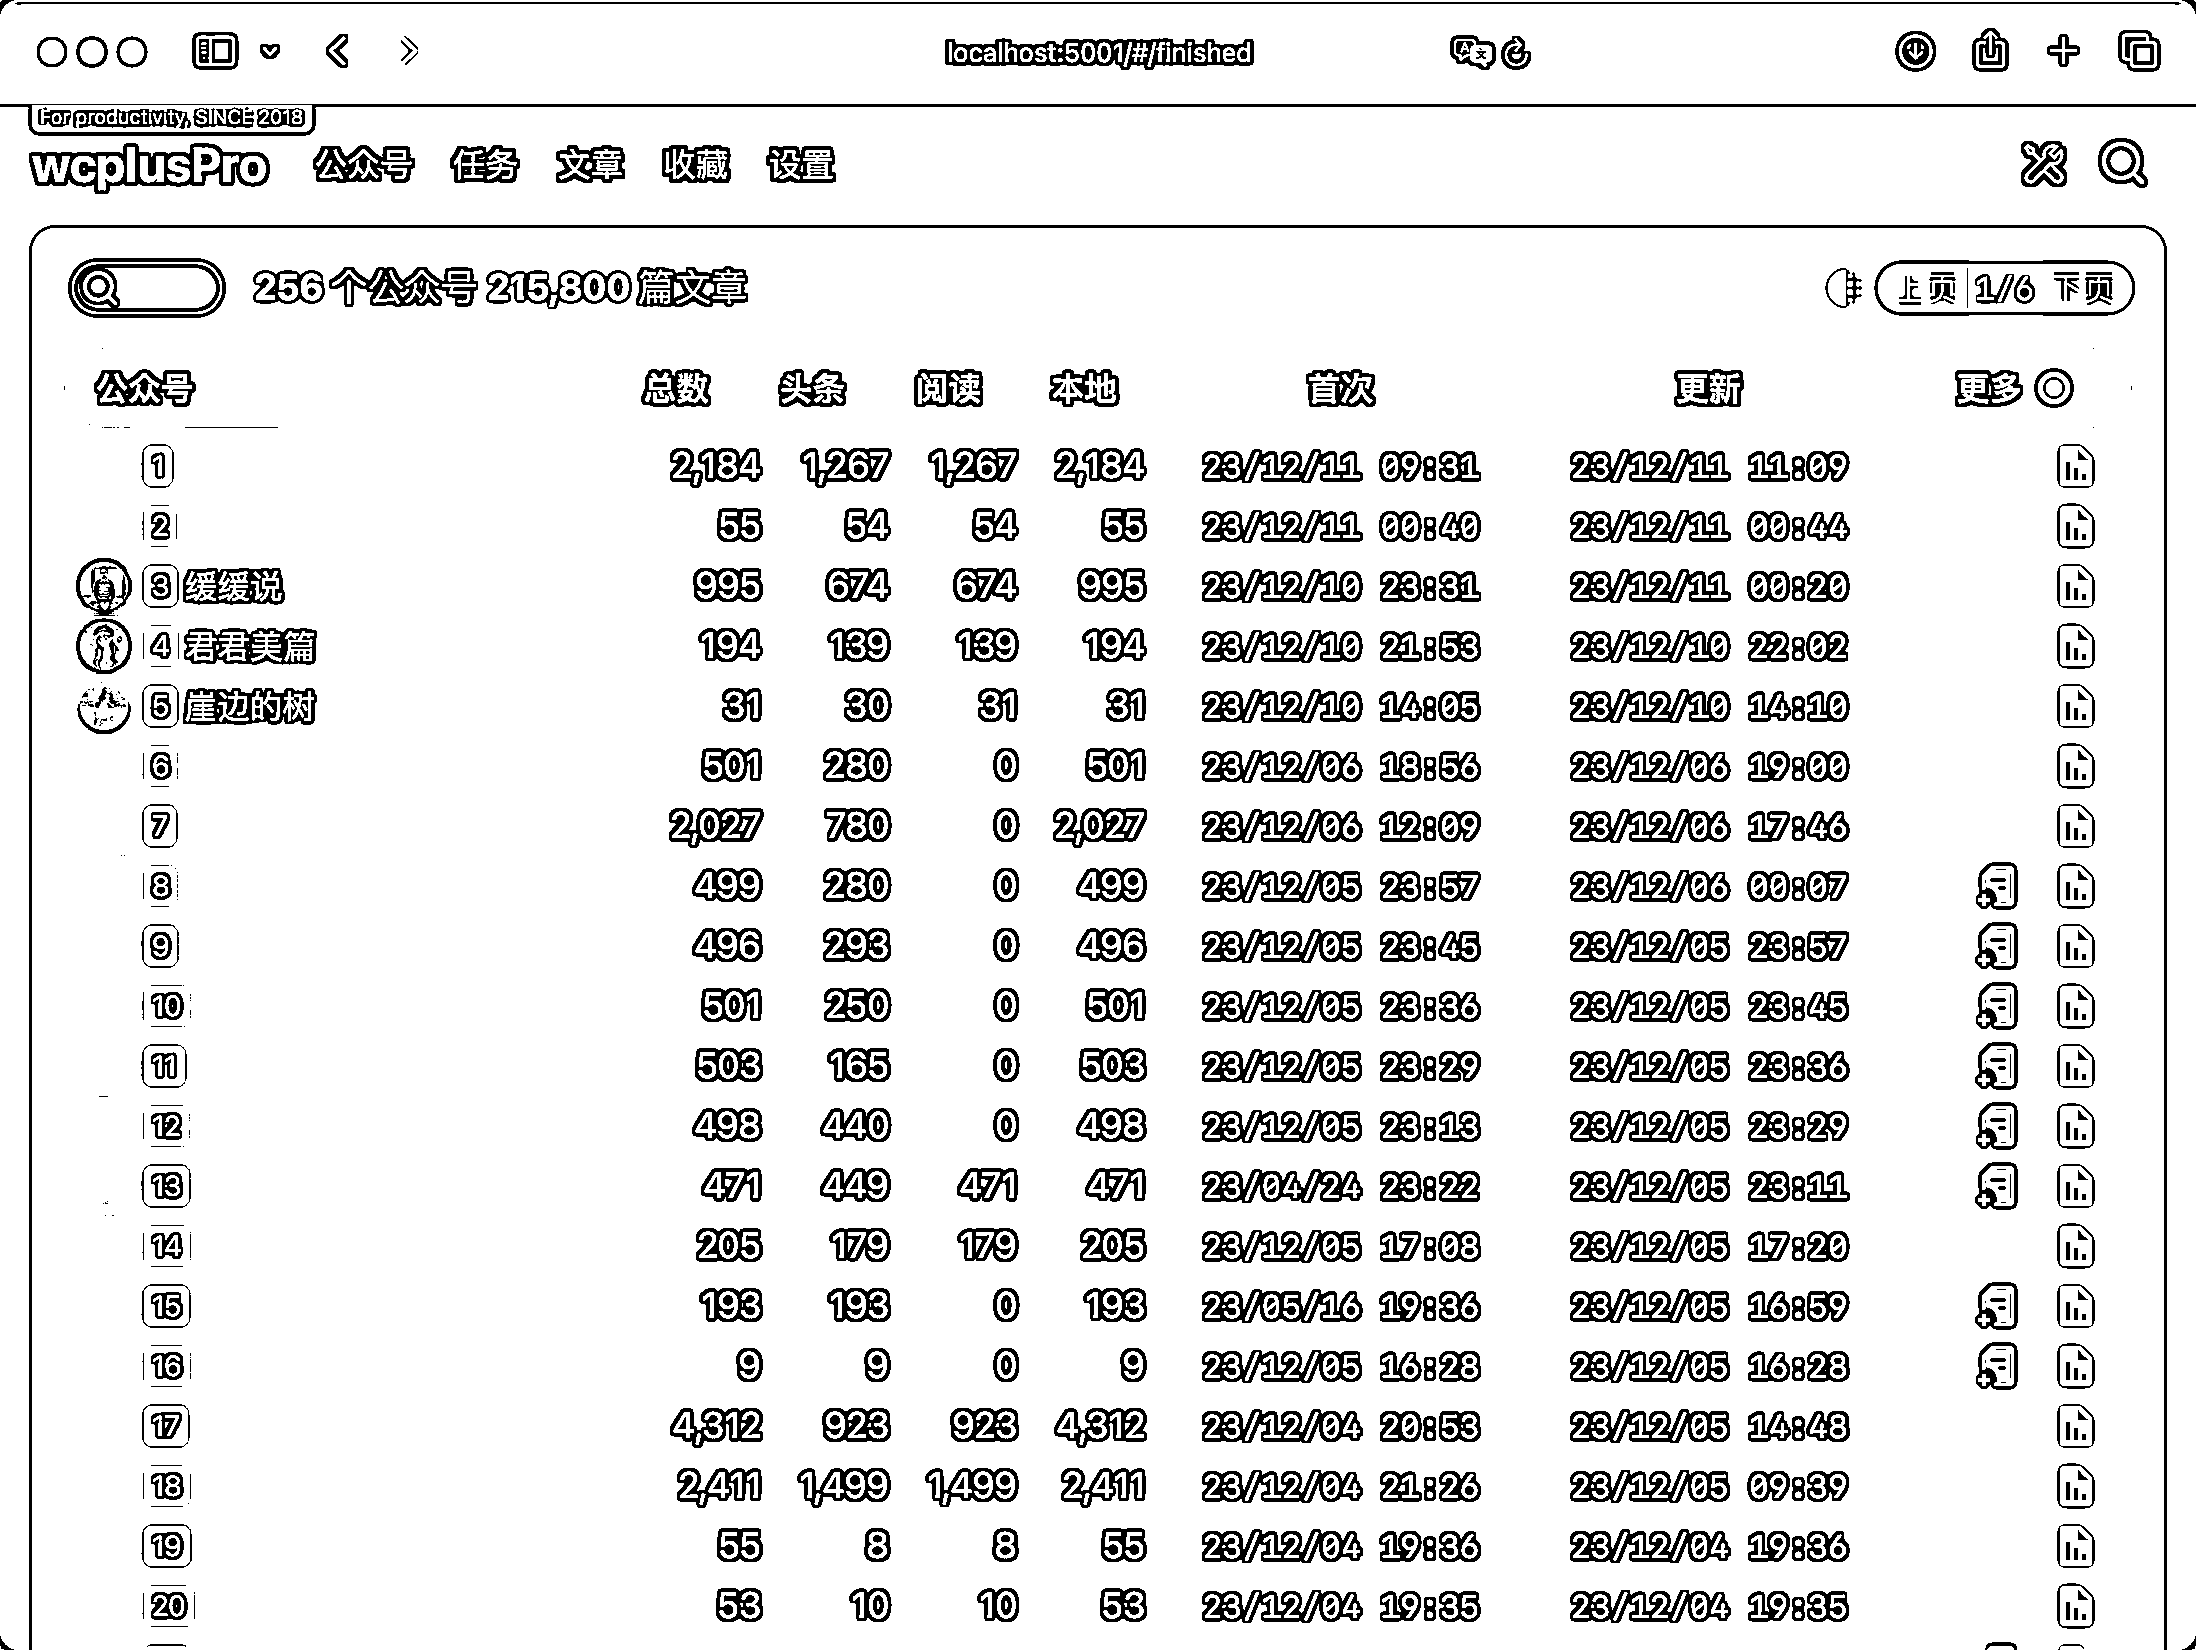 localhost:5001/#/finished
For productivity, SINCE 2018
wcplusPro 公众号 任务 文章 收藏 设置
256 个公众号 215,800 篇文章 上页 1/6 下页
公众号 总数 头条 阅读 本地 首次 更新 更多
1 2,184 1,267 1,267 2,184 23/12/11 09:31 23/12/11 11:09
2 55 54 54 55 23/12/11 00:40 23/12/11 00:44
3 缓缓说 995 674 674 995 23/12/10 23:31 23/12/11 00:20
4 君君美篇 194 139 139 194 23/12/10 21:53 23/12/10 22:02
5 崖边的树 31 30 31 31 23/12/10 14:05 23/12/10 14:10
6 501 280 0 501 23/12/06 18:56 23/12/06 19:00
7 2,027 780 0 2,027 23/12/06 12:09 23/12/06 17:46
8 499 280 0 499 23/12/05 23:57 23/12/06 00:07
9 496 293 0 496 23/12/05 23:45 23/12/05 23:57
10 501 250 0 501 23/12/05 23:36 23/12/05 23:45
11 503 165 0 503 23/12/05 23:29 23/12/05 23:36
12 498 440 0 498 23/12/05 23:13 23/12/05 23:29
13 471 449 471 471 23/04/24 23:22 23/12/05 23:11
14 205 179 179 205 23/12/05 17:08 23/12/05 17:20
15 193 193 0 193 23/05/16 19:36 23/12/05 16:59
16 9 9 0 9 23/12/05 16:28 23/12/05 16:28
17 4,312 923 923 4,312 23/12/04 20:53 23/12/05 14:48
18 2,411 1,499 1,499 2,411 23/12/04 21:26 23/12/05 09:39
19 55 8 8 55 23/12/04 19:36 23/12/04 19:36
20 53 10 10 53 23/12/04 19:35 23/12/04 19:35